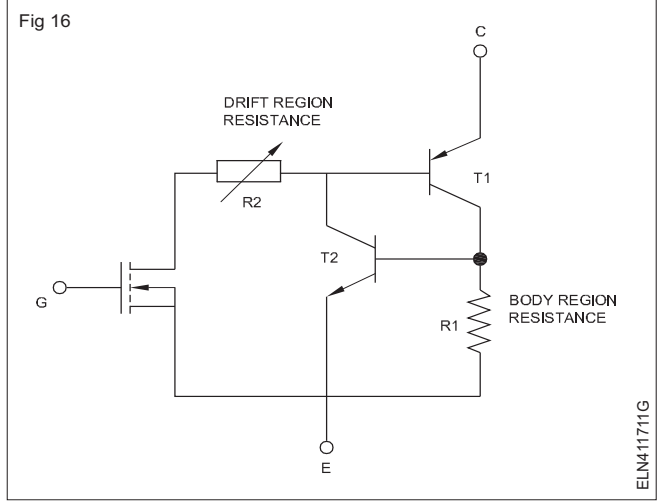 Fig 16
C
DRIFT REGION
RESISTANCE
R2
T1
T2
G
R1
BODY REGION
RESISTANCE
E
ELN411711G